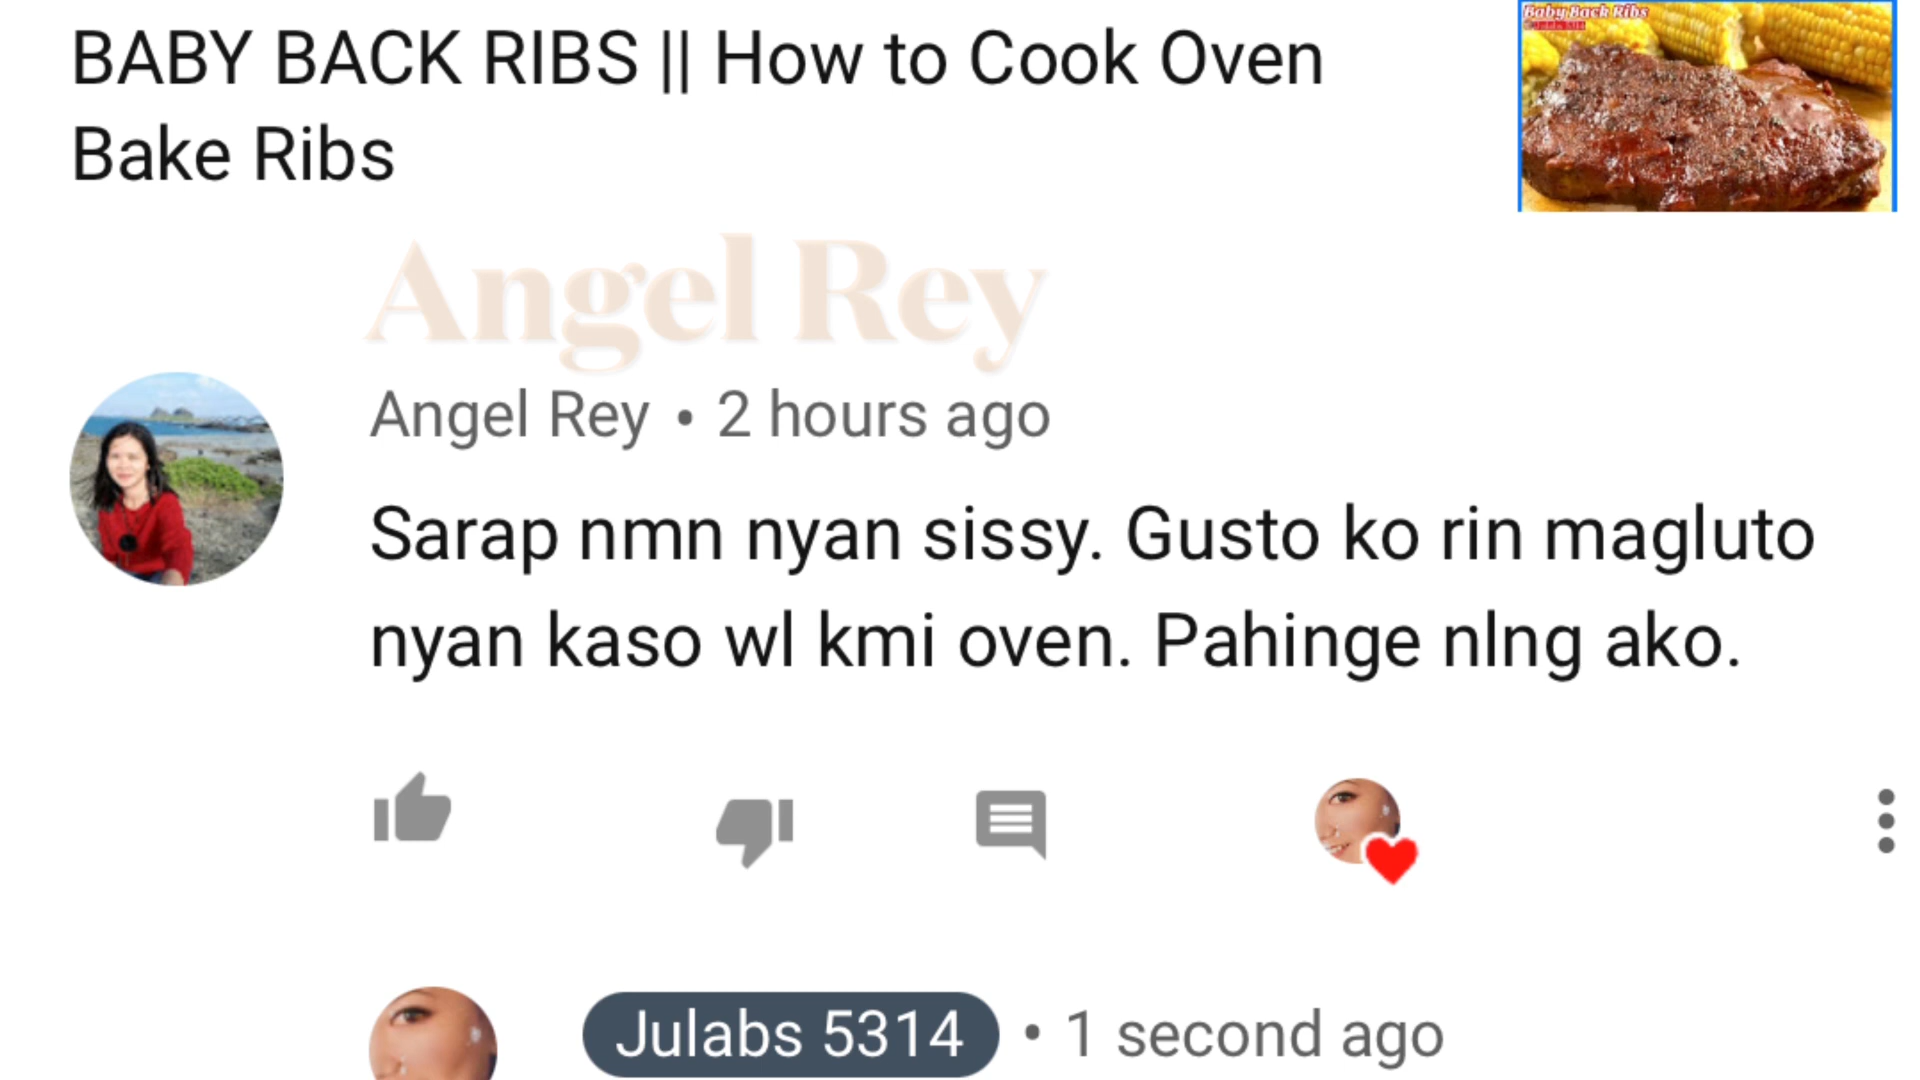 BABY BACK RIBS || How to Cook Oven
Bake Ribs
Baby Back Ribs
Angel Rey
Angel Rey • 2 hours ago
Sarap nmn nyan sissy. Gusto ko rin magluto
nyan kaso wl kmi oven. Pahinge nlng ako.
Julabs 5314 • 1 second ago